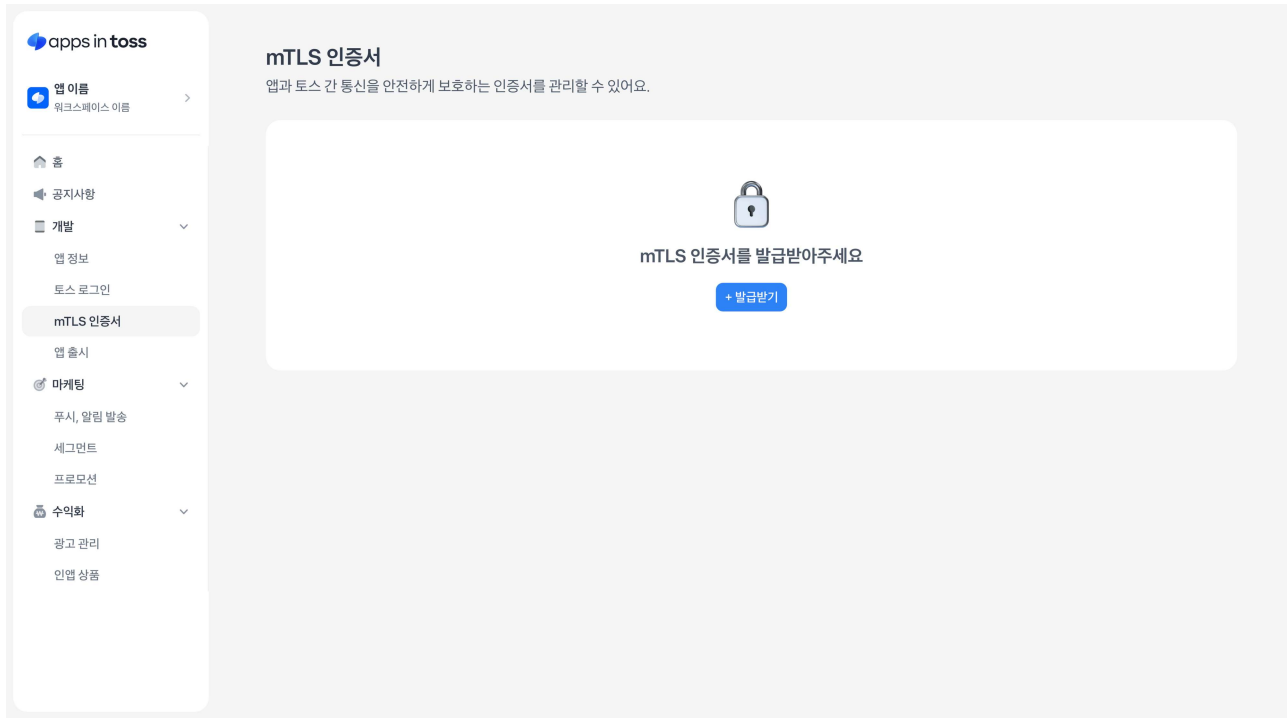 apps in toss
앱 이름
워크스페이스 이름
홈
공지사항
개발
앱 정보
토스 로그인
mTLS 인증서
앱 출시
마케팅
푸시, 알림 발송
세그먼트
프로모션
수익화
광고 관리
인앱 상품
mTLS 인증서
앱과 토스 간 통신을 안전하게 보호하는 인증서를 관리할 수 있어요.
mTLS 인증서를 발급받아주세요
+ 발급받기